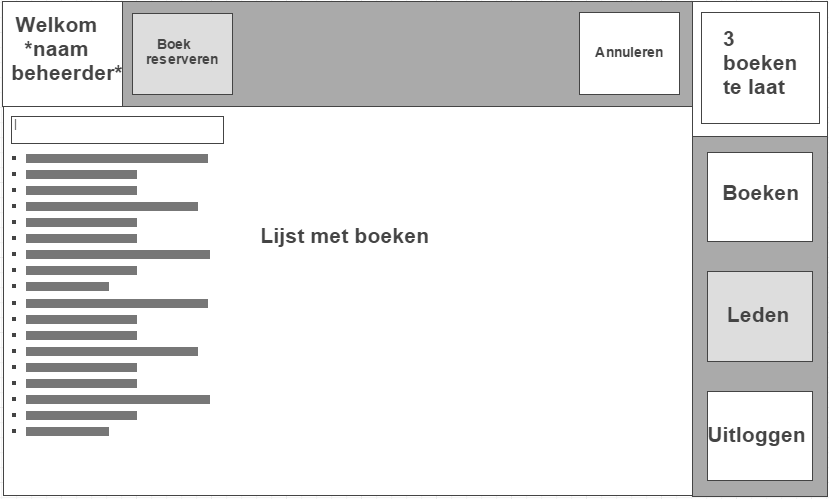 Welkom
*naam
beheerder*
Boek
reserveren
Annuleren
3
boeken
te laat
Lijst met boeken
Boeken
Leden
Uitloggen